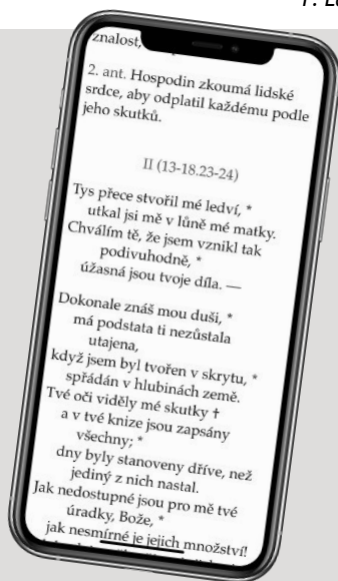 znalost,
2. ant. Hospodin zkoumá lidské
srdce, aby odplatil každému podle
jeho skutků.
II (13-18.23-24)
Tys přece stvořil mé ledví, *
utkal jsi mě v lůně mé matky.
Chválím tě, že jsem vznikl tak
podivuhodně, *
úžasná jsou tvoje díla. —
Dokonale znáš mou duši, *
má podstata ti nezůstala
utajena,
když jsem byl tvořen v skrytu, *
spřádán v hlubinách země.
Tvé oči viděly mé skutky †
a v tvé knize jsou zapsány
všechny; *
dny byly stanoveny dříve, než
jediný z nich nastal.
Jak nedostupné jsou pro mě tvé
úradky, Bože, *
jak nesmírné je jejich množství!